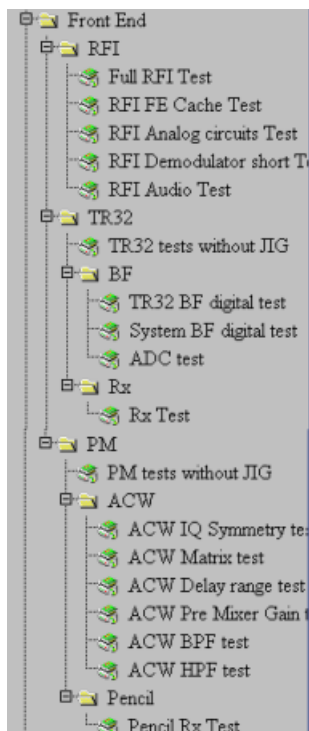 Front End
RFI
Full RFI Test
RFI FE Cache Test
RFI Analog circuits Test
RFI Demodulator short T
RFI Audio Test
TR32
TR32 tests without JIG
BF
TR32 BF digital test
System BF digital test
ADC test
Rx
Rx Test
PM
PM tests without JIG
ACW
ACW IQ Symmetry te
ACW Matrix test
ACW Delay range test
ACW Pre Mixer Gain t
ACW BPF test
ACW HPF test
Pencil
Pencil Rx Test